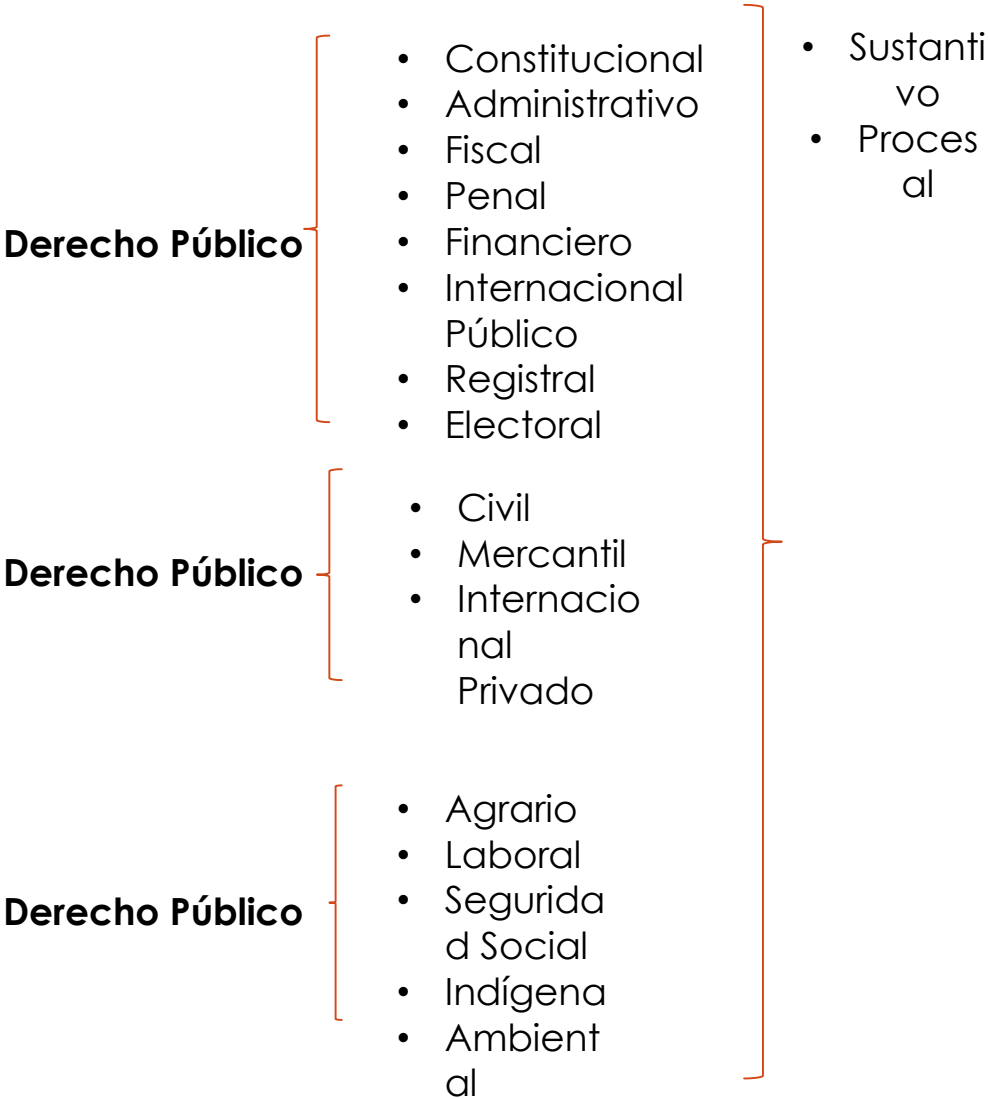 Derecho Público
• Constitucional
• Administrativo
• Fiscal
• Penal
• Financiero
• Internacional
Público
• Registral
• Electoral
Derecho Público
• Civil
• Mercantil
• Internacio
nal
Privado
Derecho Público
• Agrario
• Laboral
• Segurida
d Social
• Indígena
• Ambient
al
• Sustanti
vo
• Proces
al